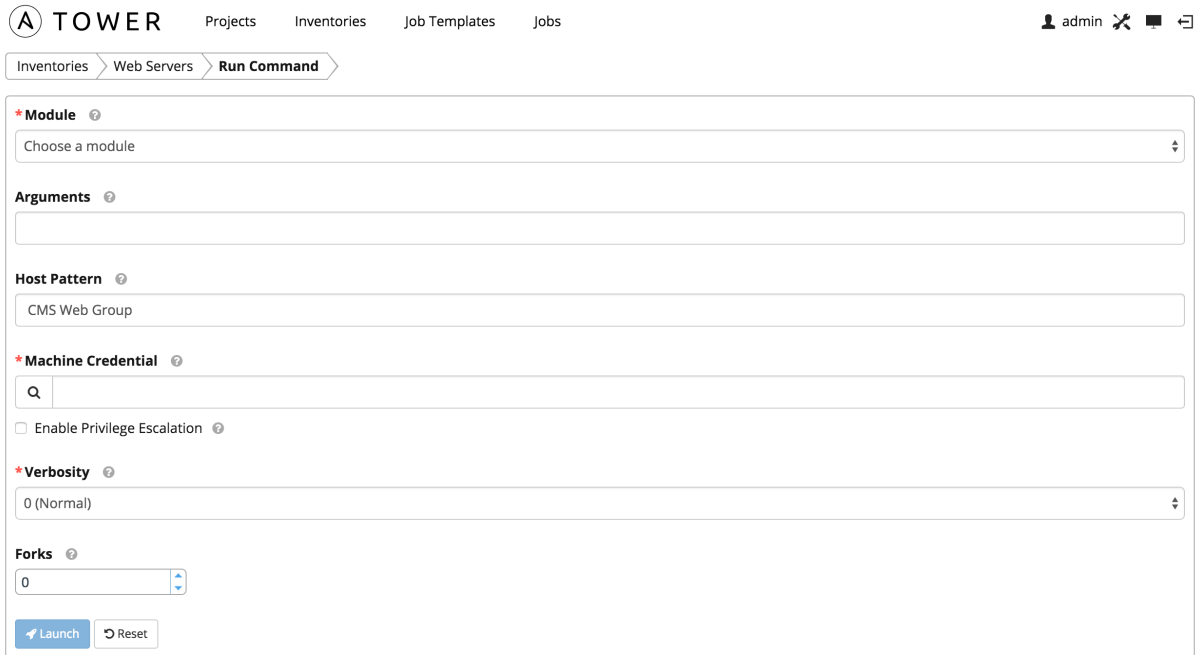 A TOWER Projects Inventories Job Templates Jobs admin
Inventories Web Servers Run Command
* Module ?
Choose a module
Arguments ?
Host Pattern ?
CMS Web Group
* Machine Credential ?
Enable Privilege Escalation ?
* Verbosity ?
0 (Normal)
Forks ?
0
Launch Reset